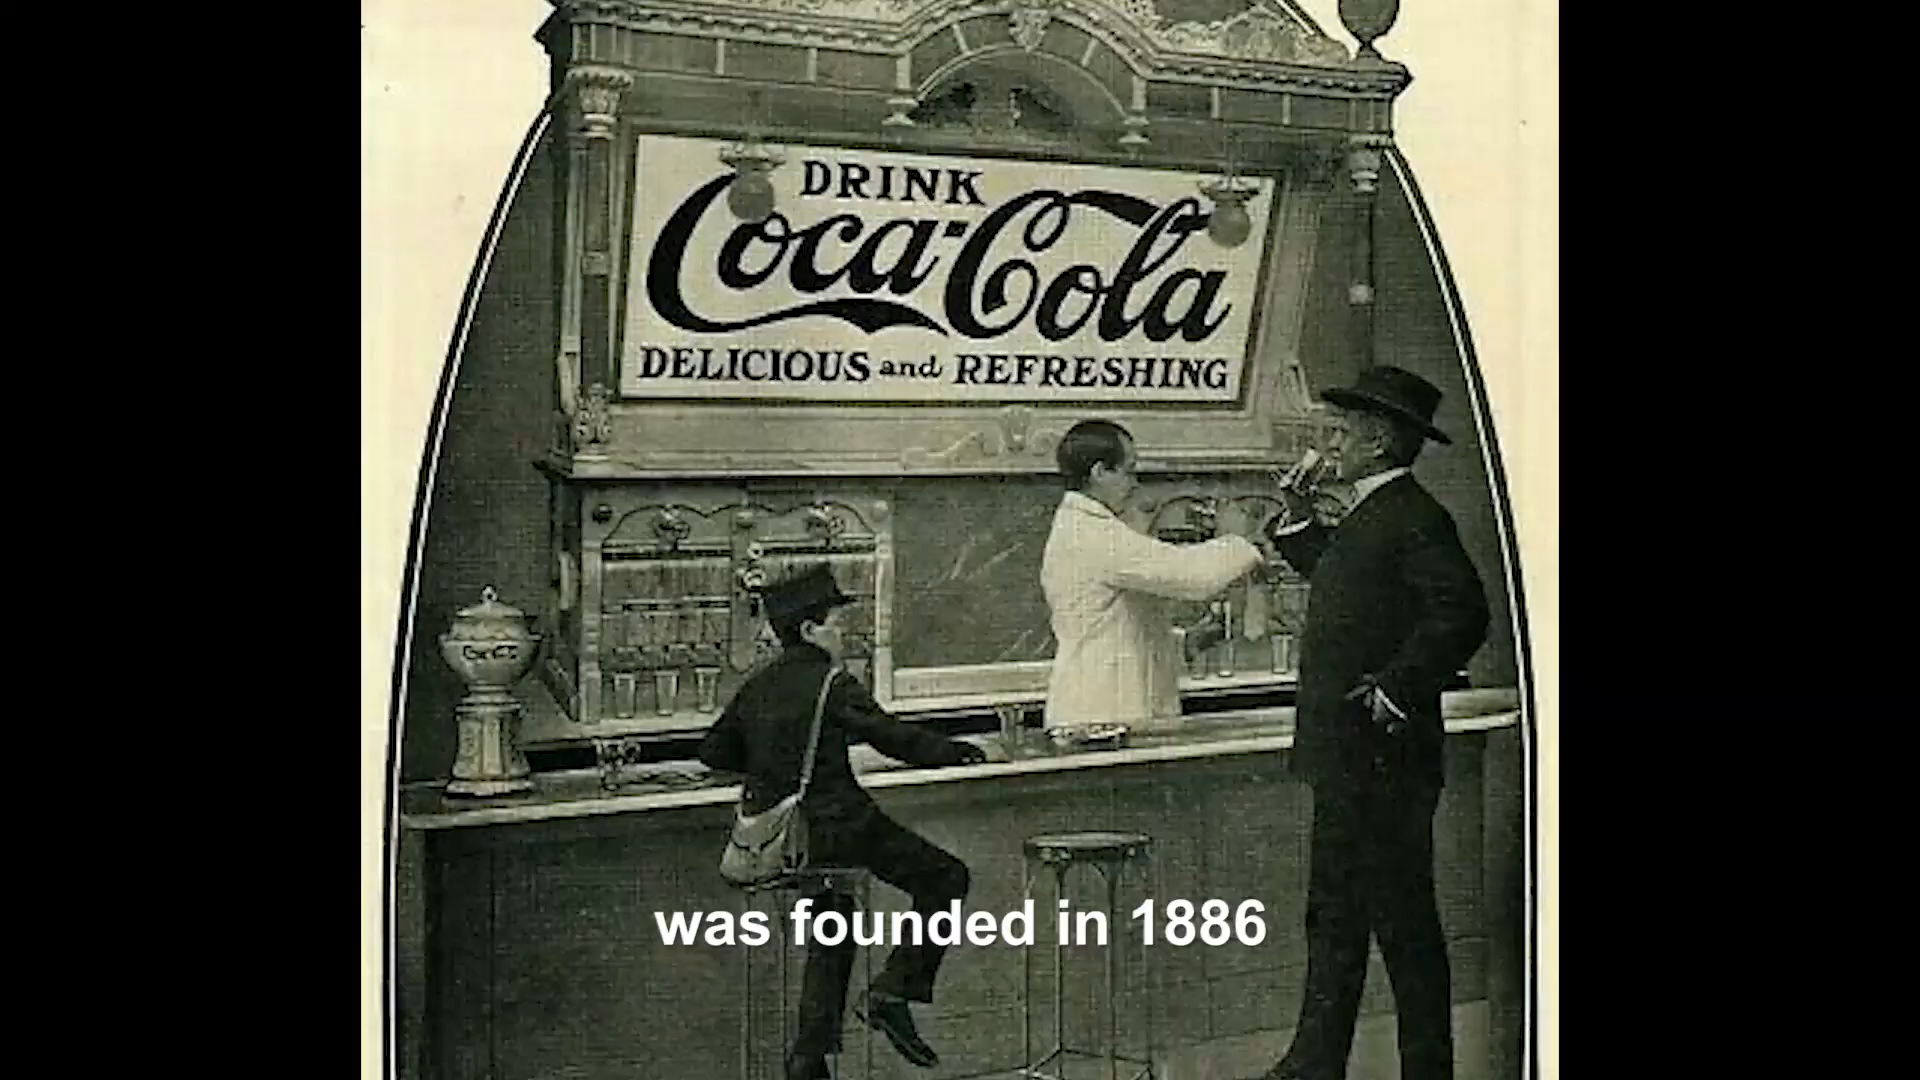 DRINK
Coca-Cola
DELICIOUS and REFRESHING
was founded in 1886